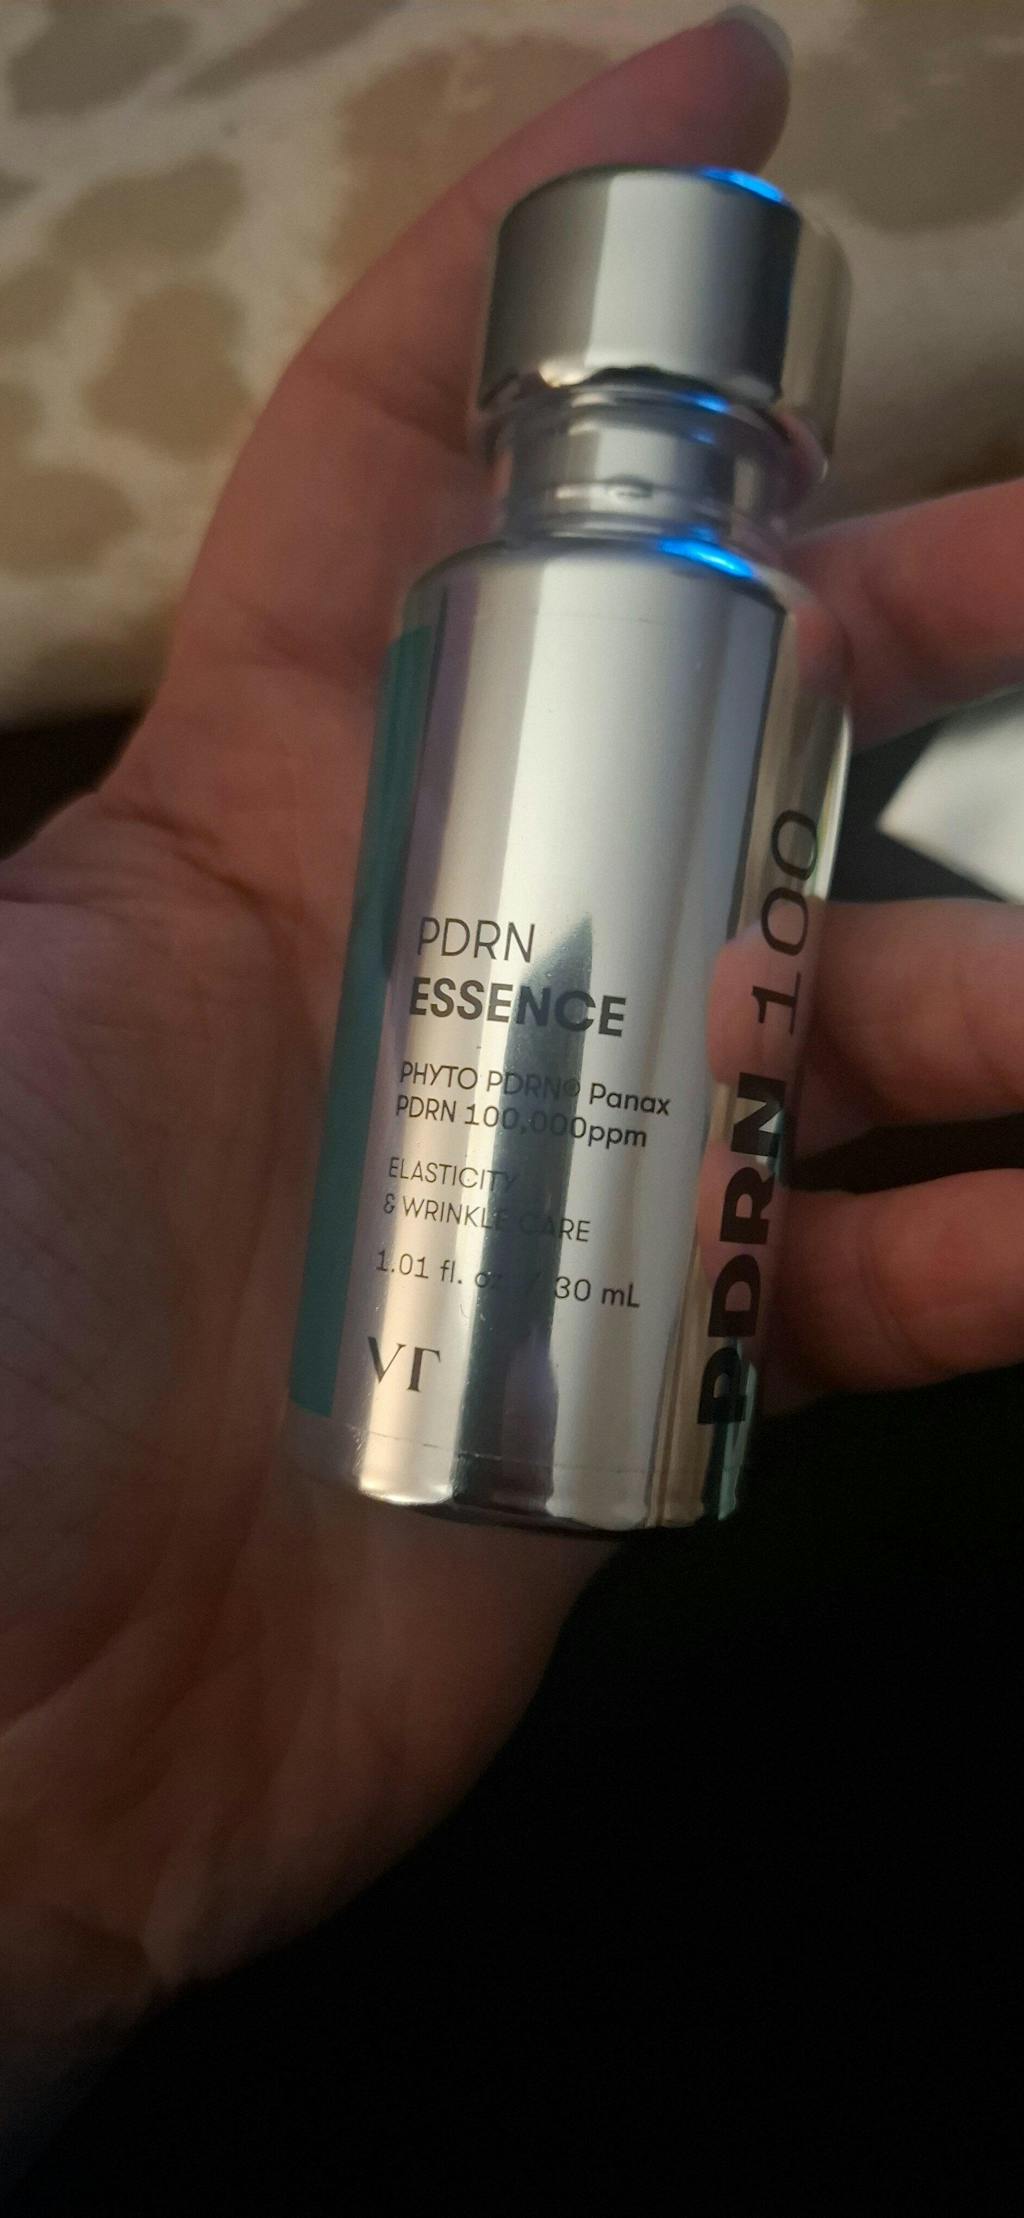 PDRN
ESSENCE
PHYTO PDRN® Panax
PDRN 100,000ppm
ELASTICITY
& WRINKLE CARE
1.01 fl. oz. / 30 mL
VT
PDRN 100